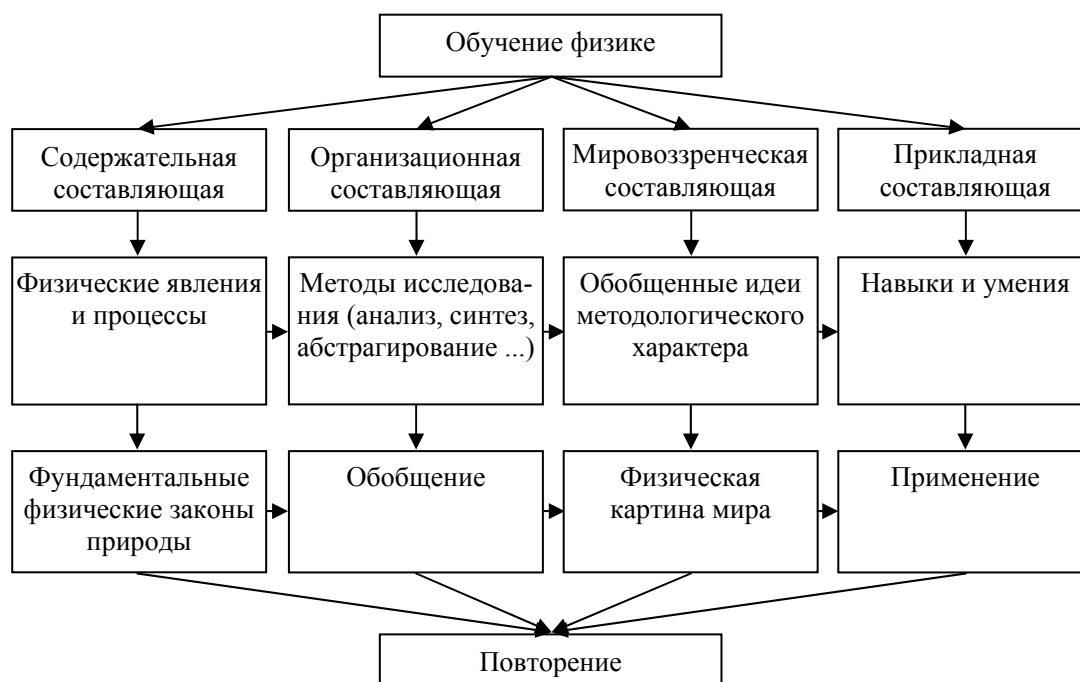 Обучение физике
Содержательная
составляющая
Организационная
составляющая
Мировоззренческая
составляющая
Прикладная
составляющая
Физические явления
и процессы
Методы исследова-
ния (анализ, синтез,
абстрагирование ...)
Обобщенные идеи
методологического
характера
Навыки и умения
Фундаментальные
физические законы
природы
Обобщение
Физическая
картина мира
Применение
Повторение